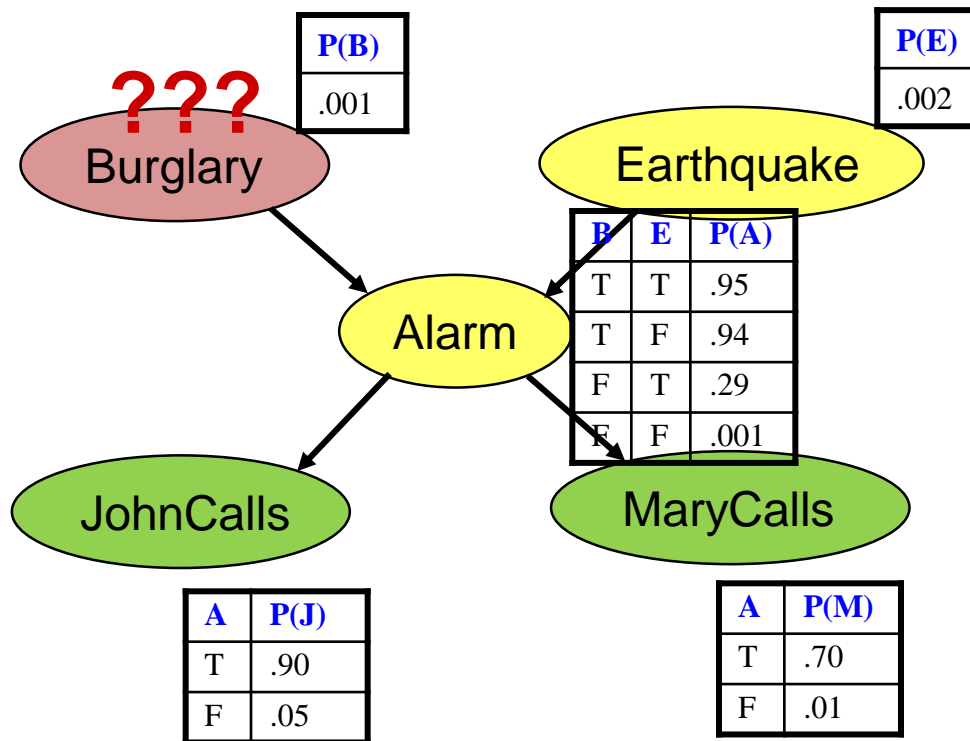 P(B)
.001
P(E)
.002
???
Burglary
Earthquake
B E P(A)
T T .95
T F .94
F T .29
F F .001
Alarm
JohnCalls
MaryCalls
A P(J)
T .90
F .05
A P(M)
T .70
F .01